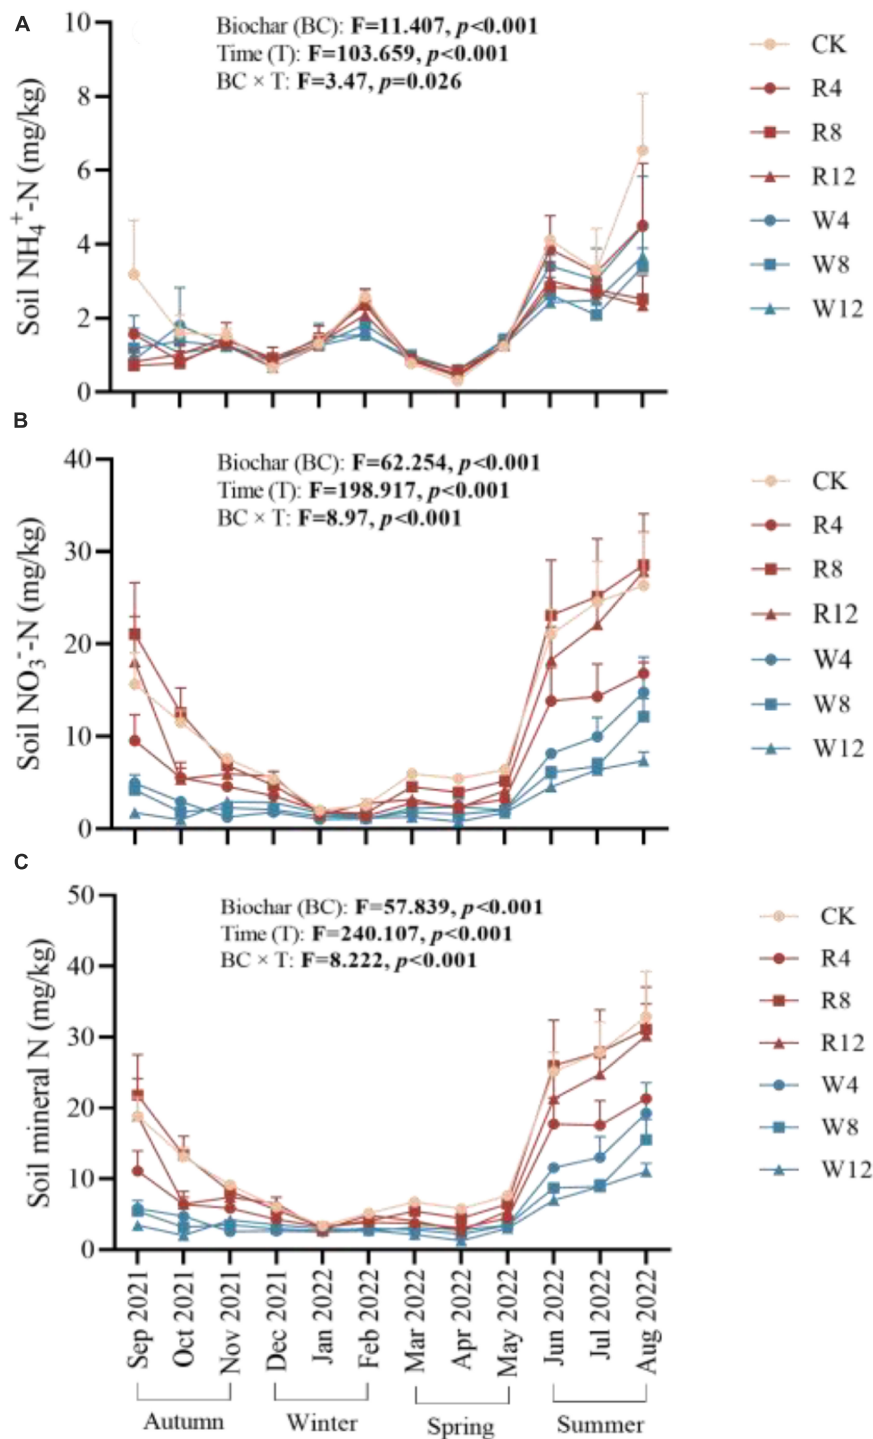 A
Biochar (BC): F=11.407, p<0.001
Time (T): F=103.659, p<0.001
BC × T: F=3.47, p=0.026
Soil NH₄⁺-N (mg/kg)
10
8
6
4
2
0
CK
R4
R8
R12
W4
W8
W12
B
Biochar (BC): F=62.254, p<0.001
Time (T): F=198.917, p<0.001
BC × T: F=8.97, p<0.001
Soil NO₃⁻-N (mg/kg)
40
30
20
10
0
CK
R4
R8
R12
W4
W8
W12
C
Biochar (BC): F=57.839, p<0.001
Time (T): F=240.107, p<0.001
BC × T: F=8.222, p<0.001
Soil mineral N (mg/kg)
50
40
30
20
10
0
CK
R4
R8
R12
W4
W8
W12
Sep 2021
Oct 2021
Nov 2021
Dec 2021
Jan 2022
Feb 2022
Mar 2022
Apr 2022
May 2022
Jun 2022
Jul 2022
Aug 2022
Autumn
Winter
Spring
Summer